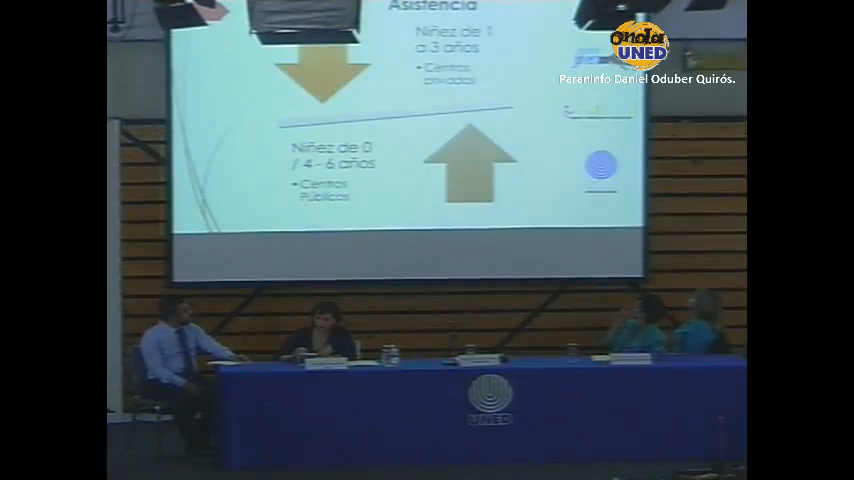 Asistencia
Niñez de 1
a 3 años
• Centros
privados
Niñez de 0
/ 4 - 6 años
• Centros
Públicos
onda
UNED
Paraninfo Daniel Oduber Quirós.
UNED